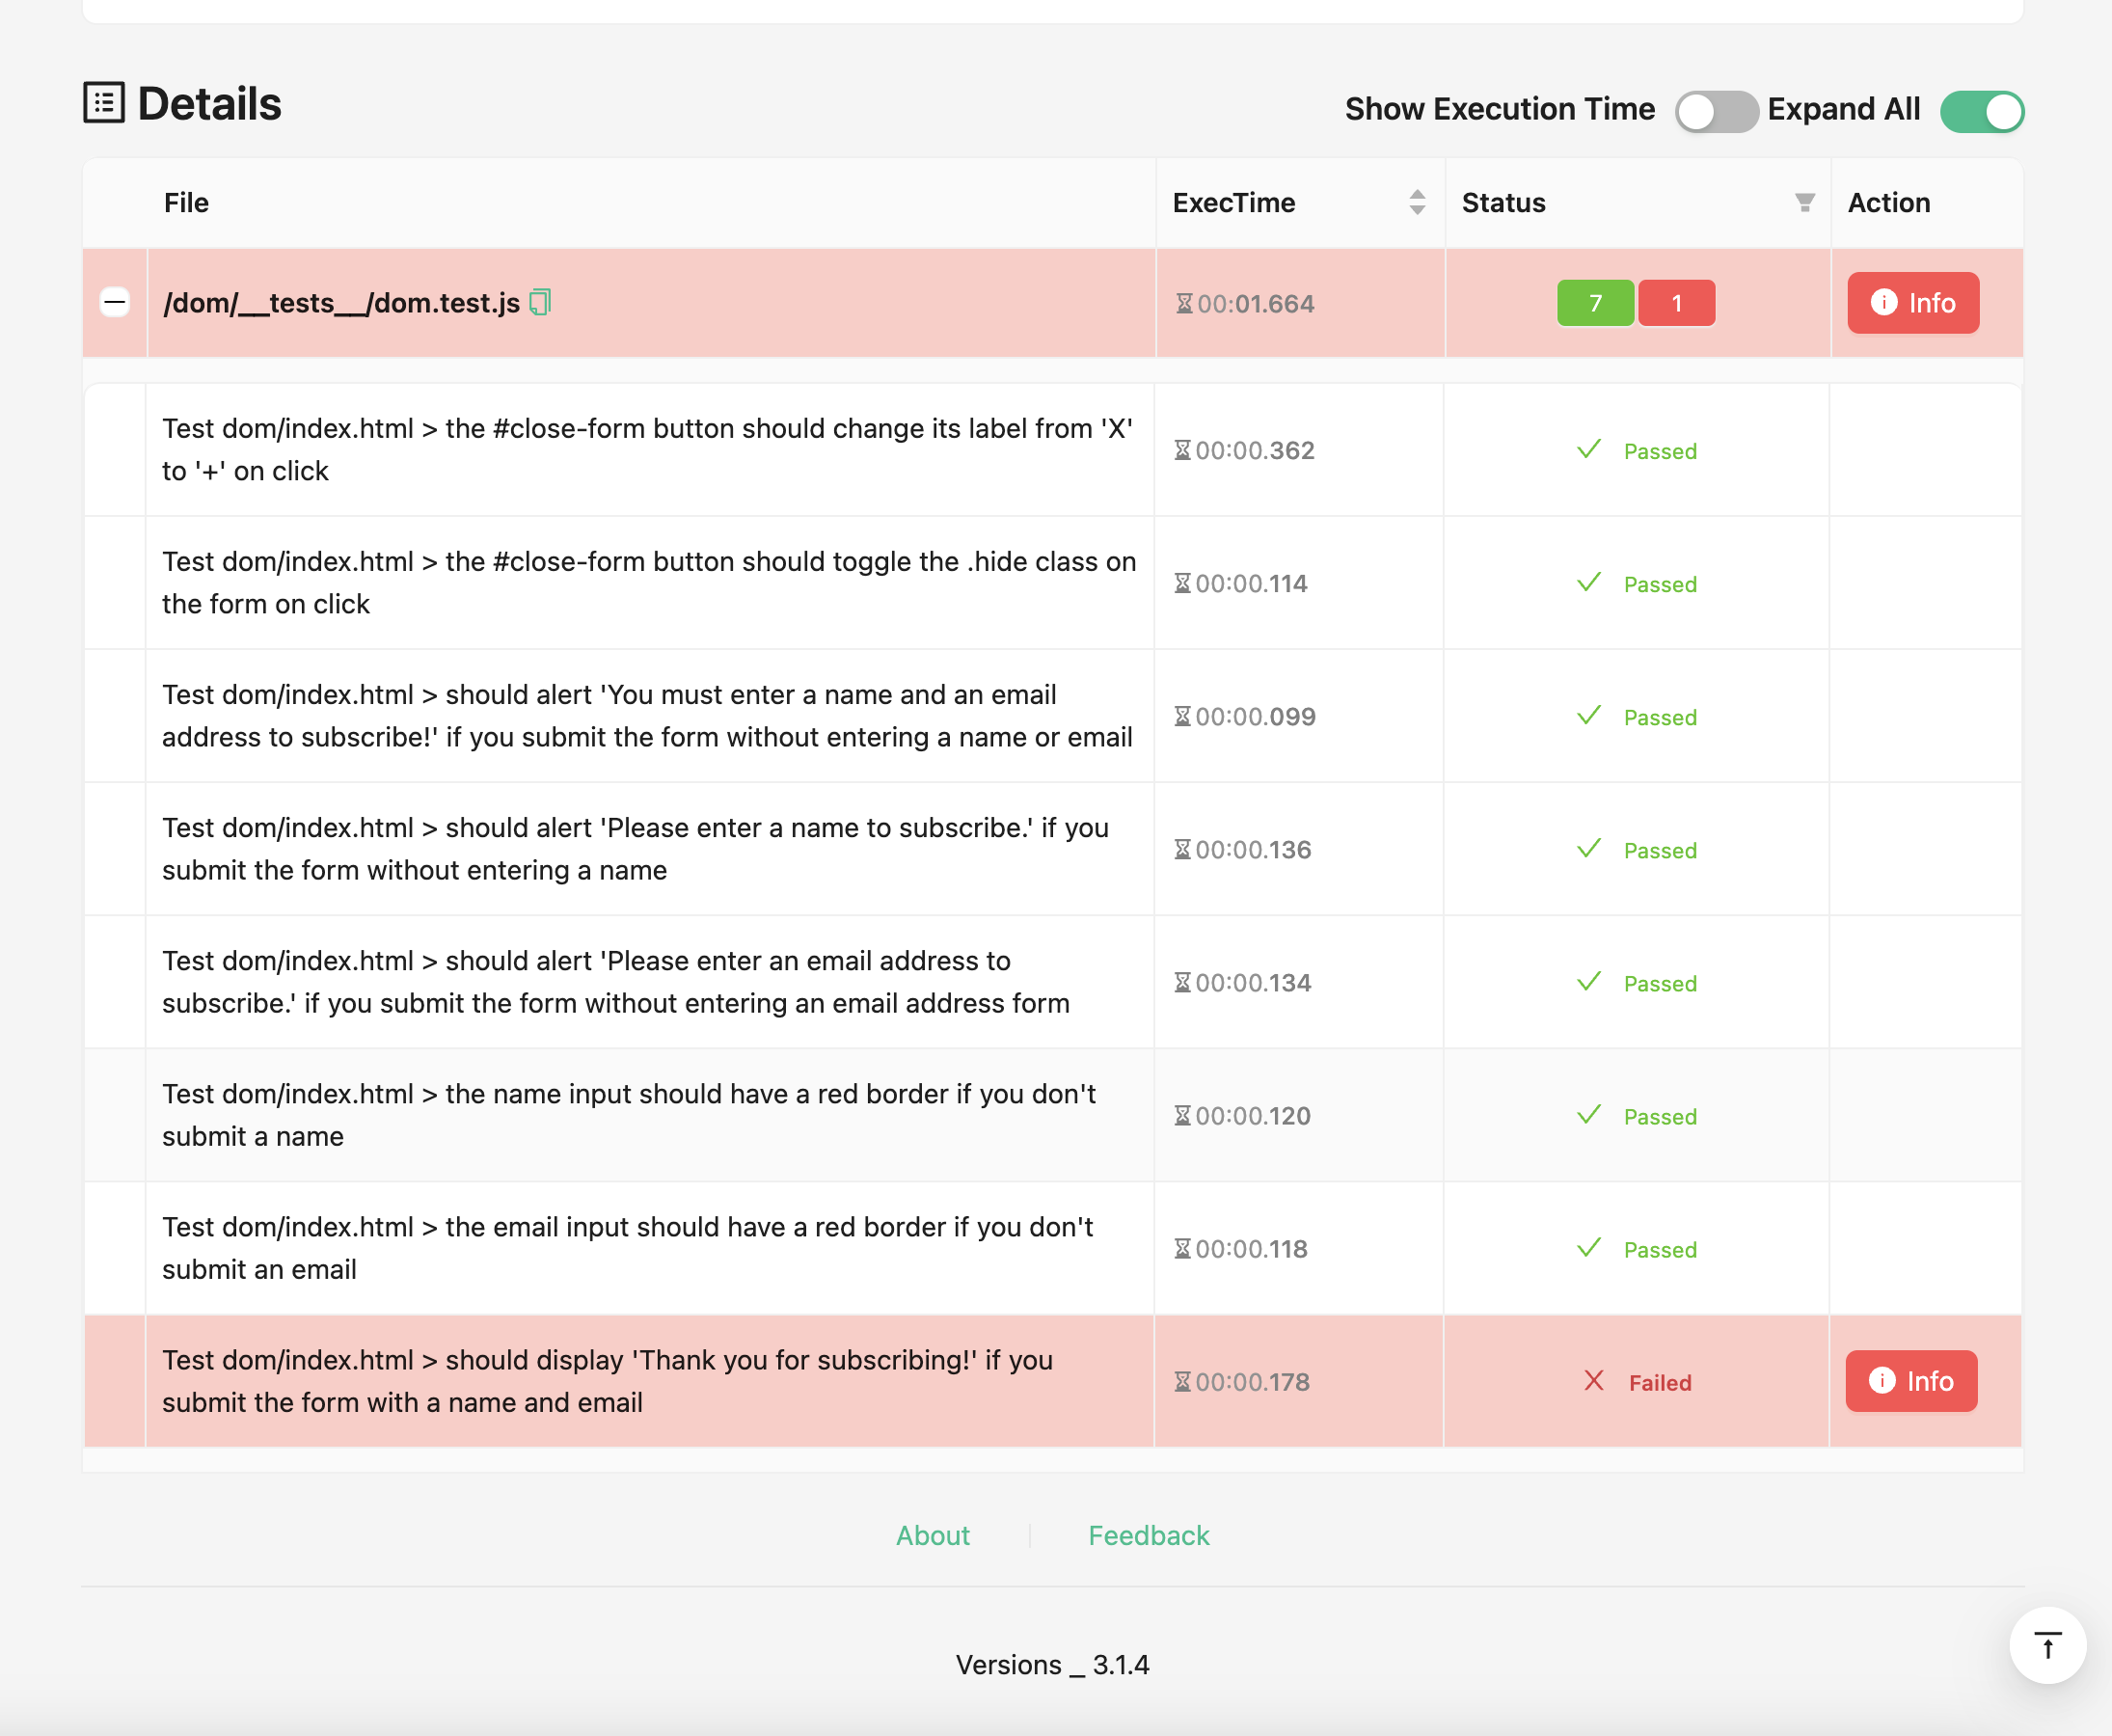 Details
Show Execution Time
Expand All
File
ExecTime
Status
Action
/dom/__tests__/dom.test.js
00:01.664
7
1
Info
Test dom/index.html > the #close-form button should change its label from 'X'
to '+' on click
00:00.362
Passed
Test dom/index.html > the #close-form button should toggle the .hide class on
the form on click
00:00.114
Passed
Test dom/index.html > should alert 'You must enter a name and an email
address to subscribe!' if you submit the form without entering a name or email
00:00.099
Passed
Test dom/index.html > should alert 'Please enter a name to subscribe.' if you
submit the form without entering a name
00:00.136
Passed
Test dom/index.html > should alert 'Please enter an email address to
subscribe.' if you submit the form without entering an email address form
00:00.134
Passed
Test dom/index.html > the name input should have a red border if you don't
submit a name
00:00.120
Passed
Test dom/index.html > the email input should have a red border if you don't
submit an email
00:00.118
Passed
Test dom/index.html > should display 'Thank you for subscribing!' if you
submit the form with a name and email
00:00.178
Failed
Info
About
Feedback
Versions _ 3.1.4